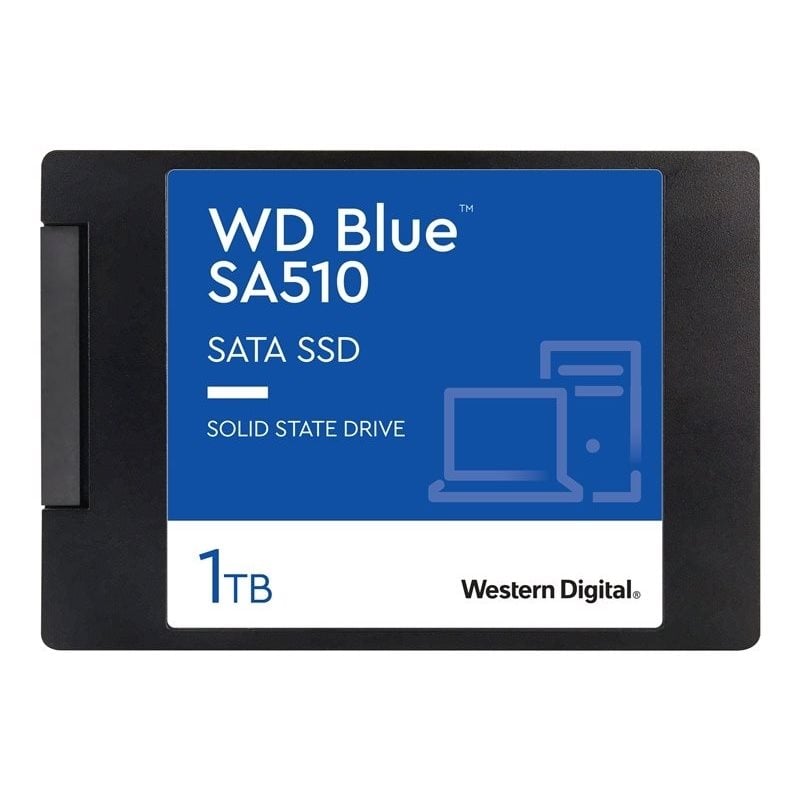 WD Blue™
SA510
SATA SSD
SOLID STATE DRIVE
1TB
Western Digital®